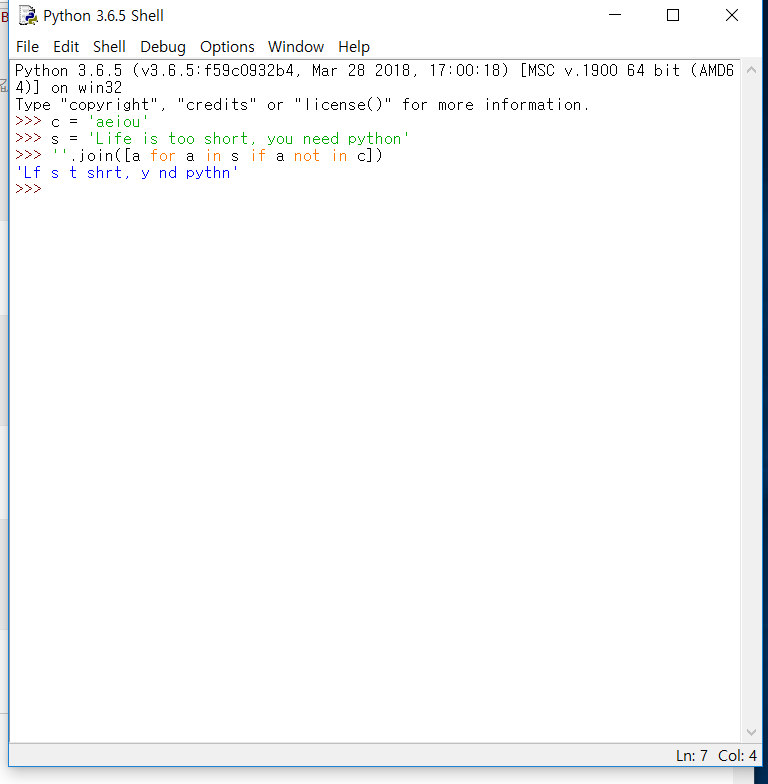 Python 3.6.5 Shell
File Edit Shell Debug Options Window Help
Python 3.6.5 (v3.6.5:f59c0932b4, Mar 28 2018, 17:00:18) [MSC v.1900 64 bit (AMD6
4)] on win32
Type "copyright", "credits" or "license()" for more information.
>>> c = 'aeiou'
>>> s = 'Life is too short, you need python'
>>> ''.join([a for a in s if a not in c])
'Lf s t shrt, y nd pythn'
>>>
Ln: 7 Col: 4